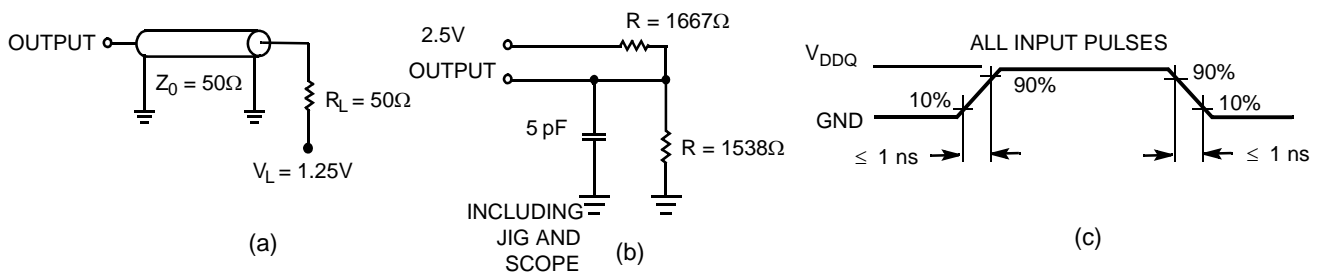 OUTPUT
Z0 = 50Ω
RL = 50Ω
VL = 1.25V
(a)
R = 1667Ω
2.5V
OUTPUT
5 pF
R = 1538Ω
INCLUDING
JIG AND
SCOPE
(b)
ALL INPUT PULSES
VDDQ
GND
10%
90%
90%
10%
≤ 1 ns
≤ 1 ns
(c)